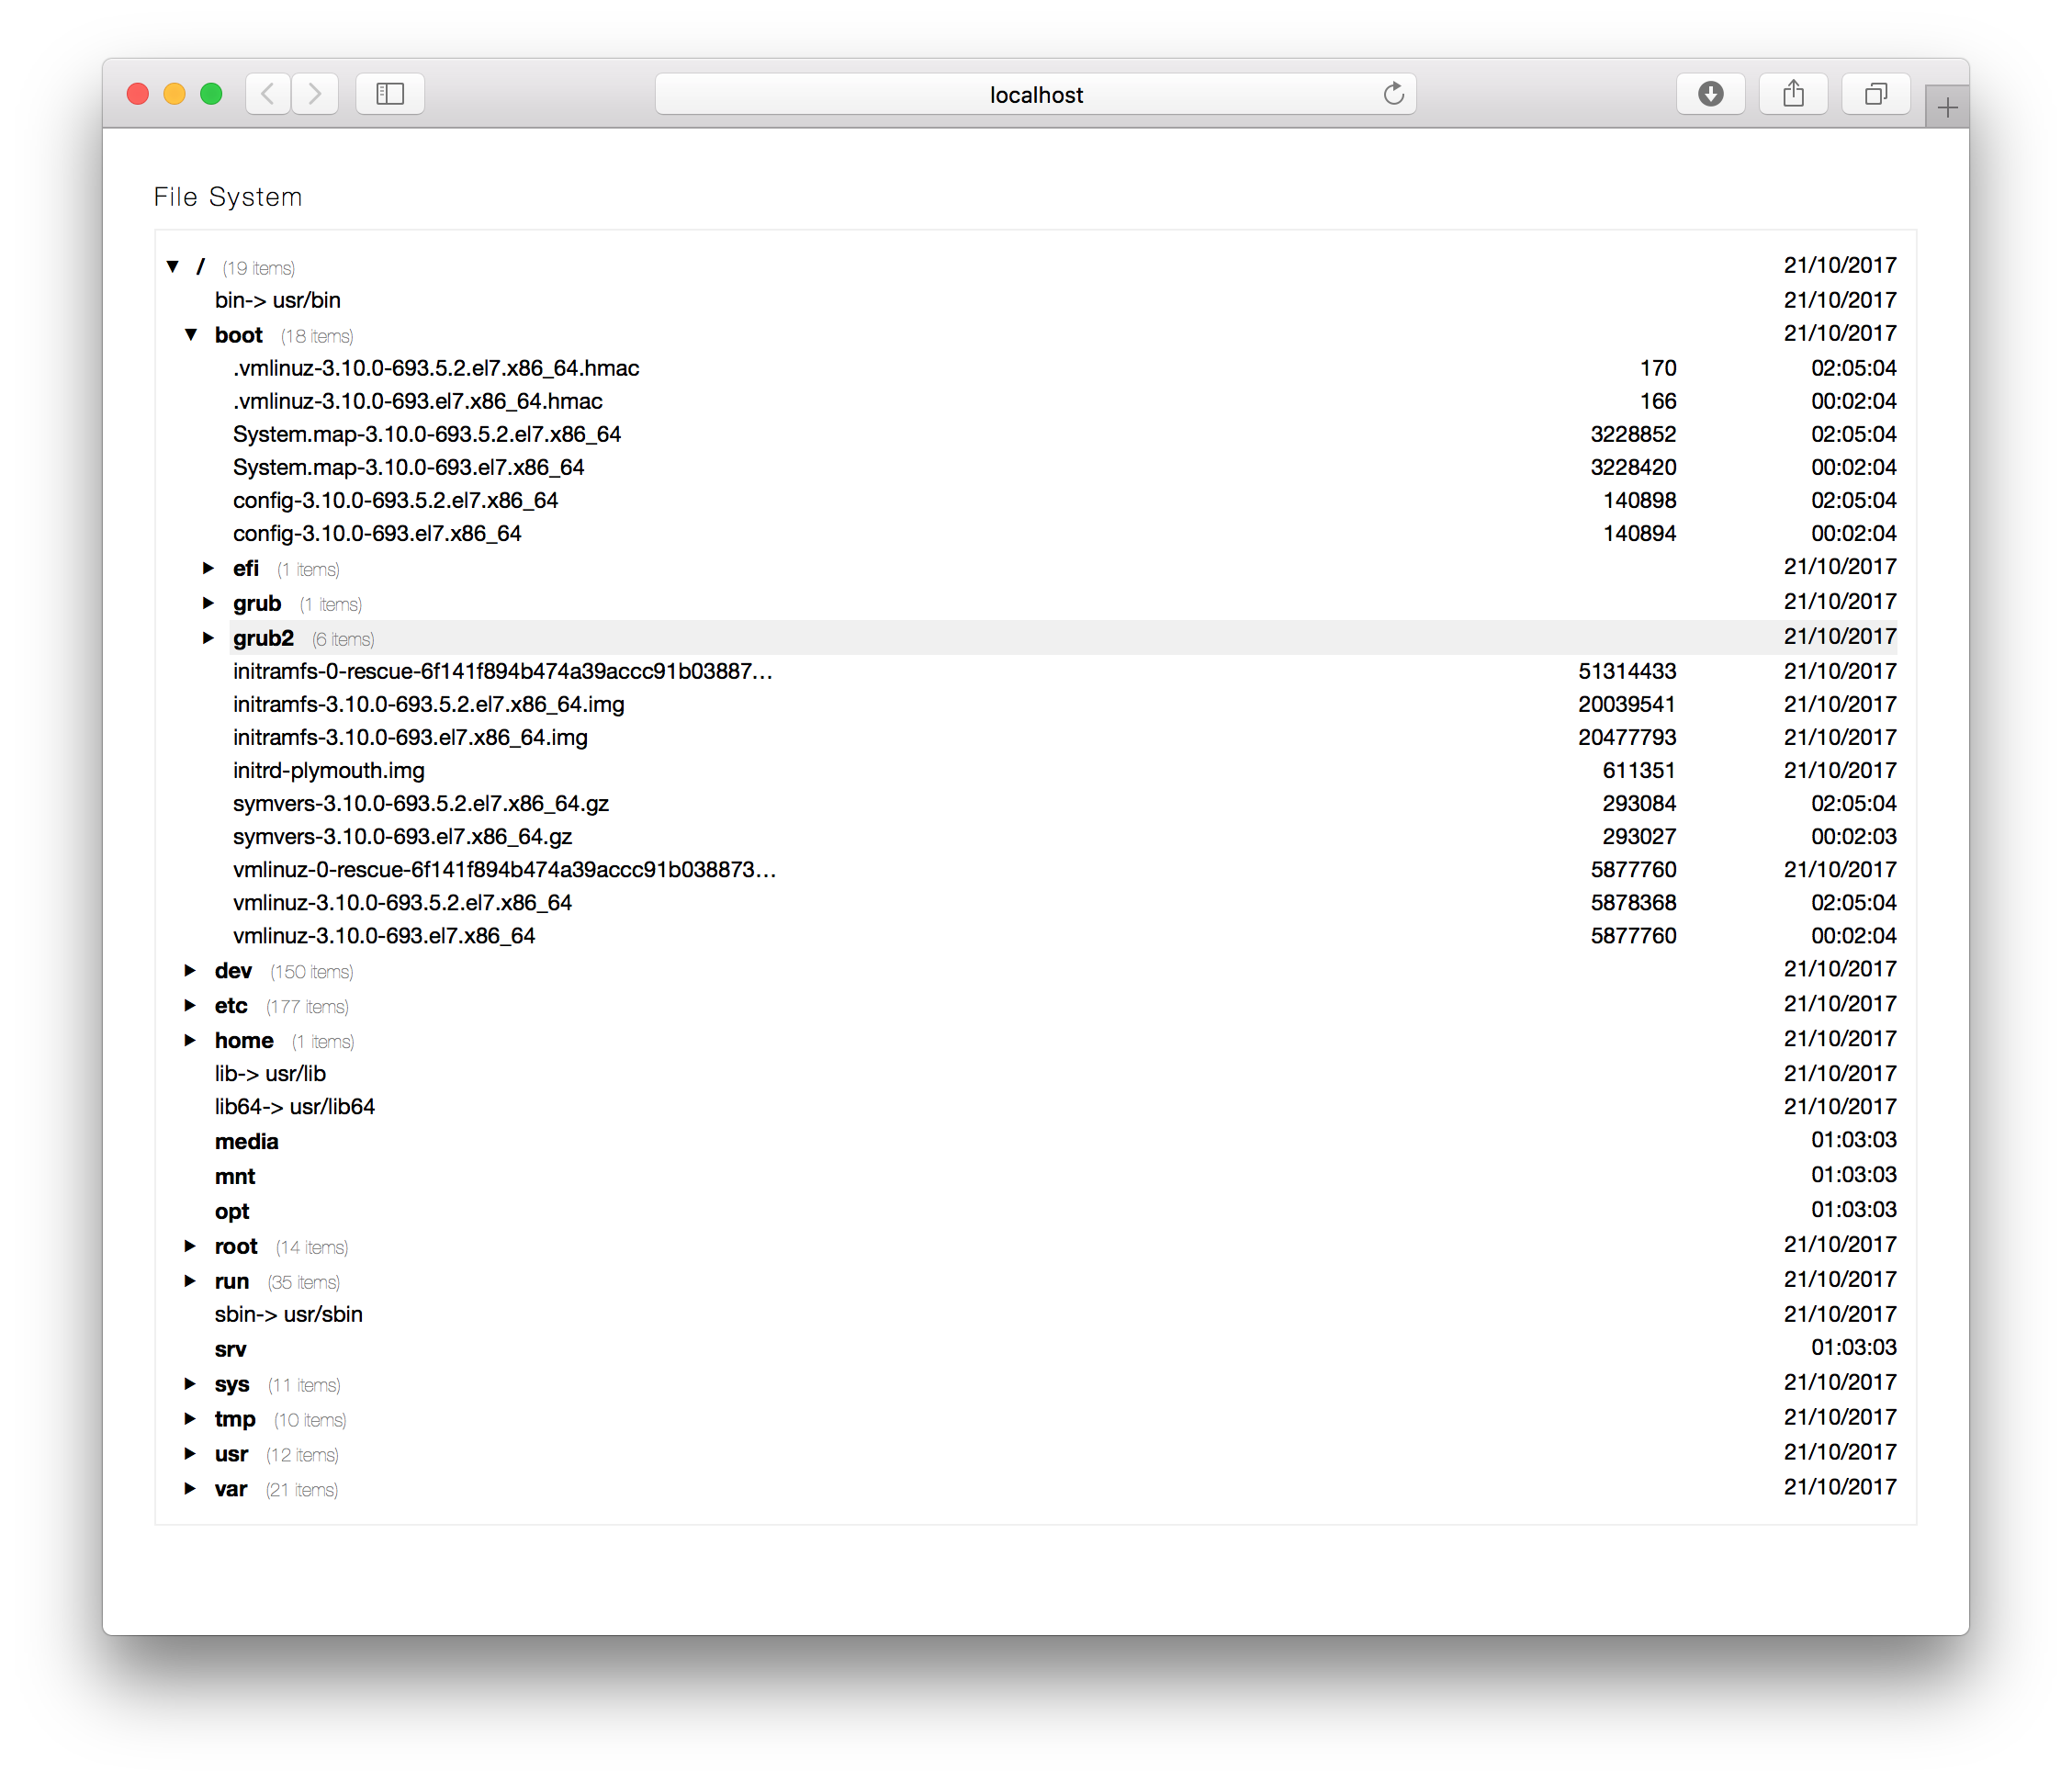 localhost
File System
/ (19 items) 21/10/2017
bin-> usr/bin 21/10/2017
boot (18 items) 21/10/2017
.vmlinuz-3.10.0-693.5.2.el7.x86_64.hmac 170 02:05:04
.vmlinuz-3.10.0-693.el7.x86_64.hmac 166 00:02:04
System.map-3.10.0-693.5.2.el7.x86_64 3228852 02:05:04
System.map-3.10.0-693.el7.x86_64 3228420 00:02:04
config-3.10.0-693.5.2.el7.x86_64 140898 02:05:04
config-3.10.0-693.el7.x86_64 140894 00:02:04
efi (1 items) 21/10/2017
grub (1 items) 21/10/2017
grub2 (6 items) 21/10/2017
initramfs-0-rescue-6f141f894b474a39accc91b03887... 51314433 21/10/2017
initramfs-3.10.0-693.5.2.el7.x86_64.img 20039541 21/10/2017
initramfs-3.10.0-693.el7.x86_64.img 20477793 21/10/2017
initrd-plymouth.img 611351 21/10/2017
symvers-3.10.0-693.5.2.el7.x86_64.gz 293084 02:05:04
symvers-3.10.0-693.el7.x86_64.gz 293027 00:02:03
vmlinuz-0-rescue-6f141f894b474a39accc91b038873... 5877760 21/10/2017
vmlinuz-3.10.0-693.5.2.el7.x86_64 5878368 02:05:04
vmlinuz-3.10.0-693.el7.x86_64 5877760 00:02:04
dev (150 items) 21/10/2017
etc (177 items) 21/10/2017
home (1 items) 21/10/2017
lib-> usr/lib 21/10/2017
lib64-> usr/lib64 21/10/2017
media 01:03:03
mnt 01:03:03
opt 01:03:03
root (14 items) 21/10/2017
run (35 items) 21/10/2017
sbin-> usr/sbin 21/10/2017
srv 01:03:03
sys (11 items) 21/10/2017
tmp (10 items) 21/10/2017
usr (12 items) 21/10/2017
var (21 items) 21/10/2017